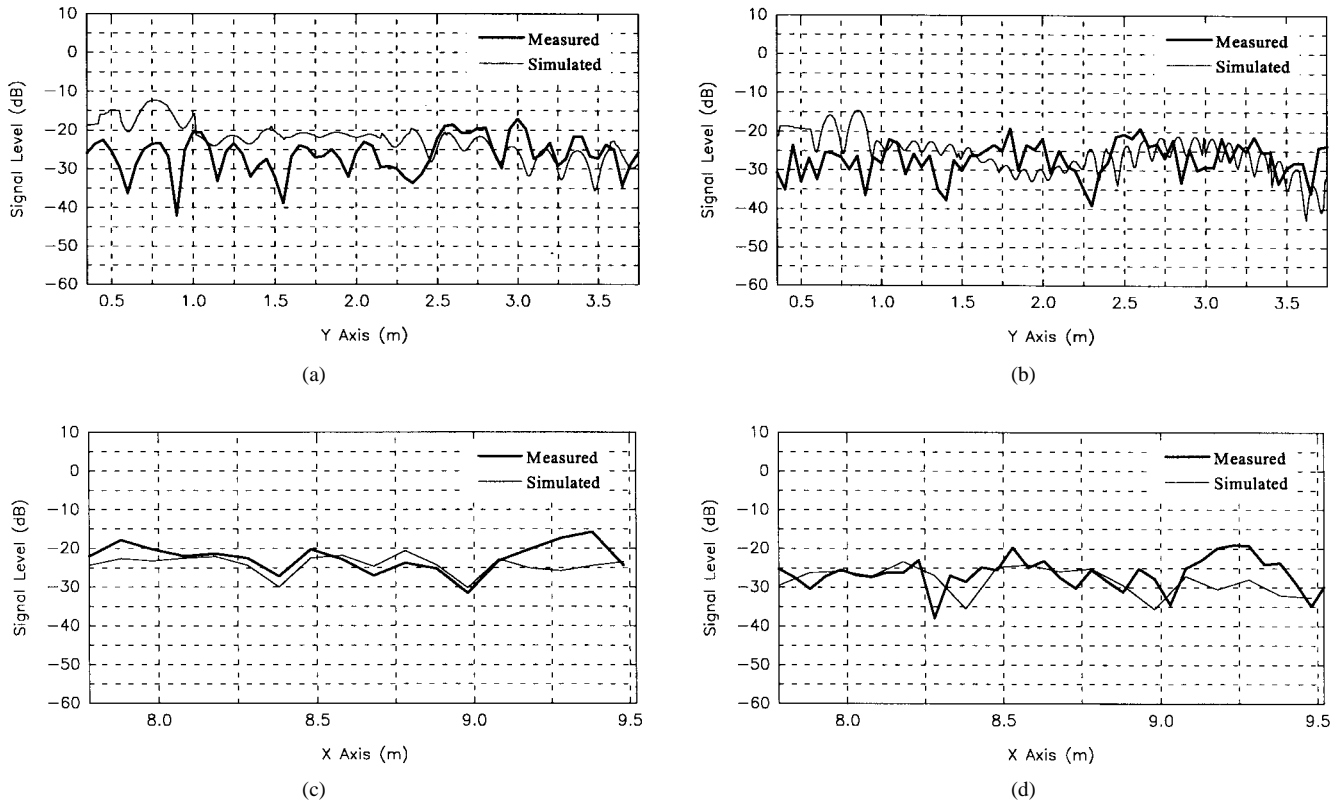 10
0
−10
−20
−30
−40
−50
−60
Signal Level (dB)
Measured
Simulated
0.5 1.0 1.5 2.0 2.5 3.0 3.5
Y Axis (m)
(a)
10
0
−10
−20
−30
−40
−50
−60
Signal Level (dB)
Measured
Simulated
0.5 1.0 1.5 2.0 2.5 3.0 3.5
Y Axis (m)
(b)
10
0
−10
−20
−30
−40
−50
−60
Signal Level (dB)
Measured
Simulated
8.0 8.5 9.0 9.5
X Axis (m)
(c)
10
0
−10
−20
−30
−40
−50
−60
Signal Level (dB)
Measured
Simulated
8.0 8.5 9.0 9.5
X Axis (m)
(d)